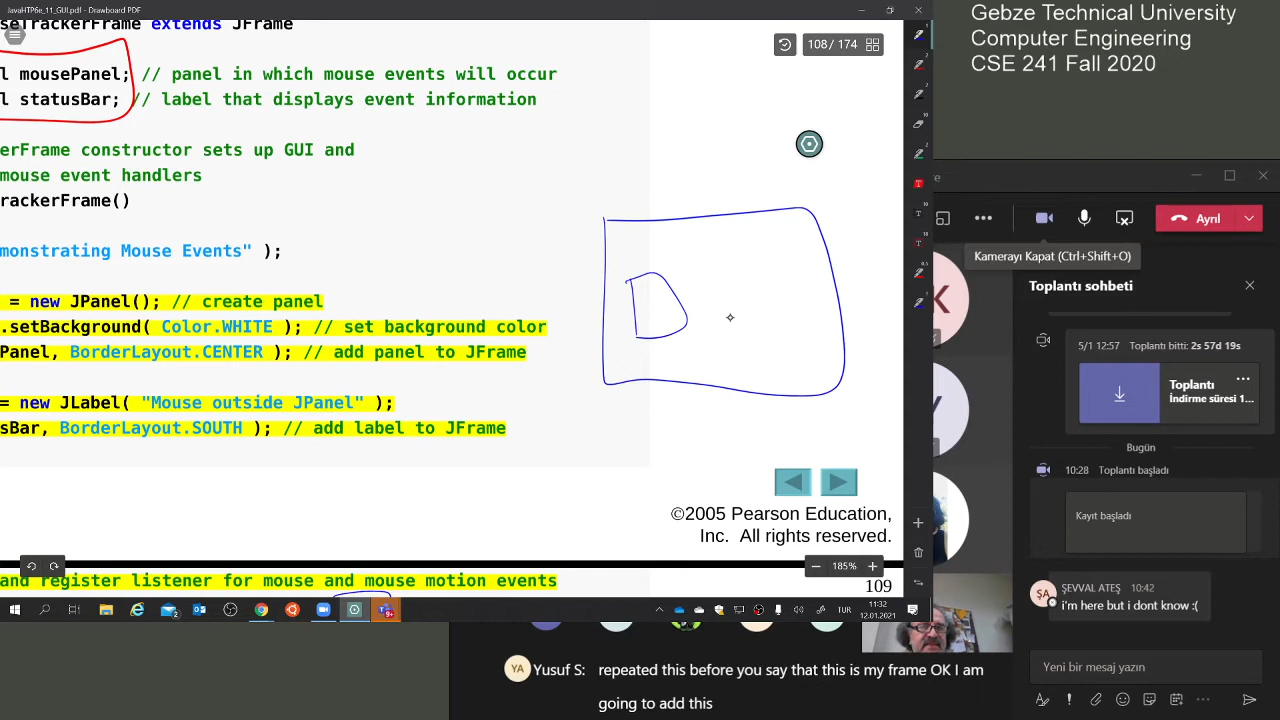 JavaHTP6e_11_GUI.pdf - Drawboard PDF
seTrackerFrame extends JFrame
l mousePanel; // panel in which mouse events will occur
l statusBar; // label that displays event information
erFrame constructor sets up GUI and
mouse event handlers
rackerFrame()
monstrating Mouse Events" );
= new JPanel(); // create panel
.setBackground( Color.WHITE ); // set background color
Panel, BorderLayout.CENTER ); // add panel to JFrame
= new JLabel( "Mouse outside JPanel" );
sBar, BorderLayout.SOUTH ); // add label to JFrame
108 / 174
©2005 Pearson Education,
Inc. All rights reserved.
185%
and register listener for mouse and mouse motion events
109
TUR
11:32
12.01.2021
Gebze Technical University
Computer Engineering
CSE 241 Fall 2020
Ayrıl
Kamerayı Kapat (Ctrl+Shift+O)
Toplantı sohbeti
5/1 12:57 Toplantı bitti: 2s 57d 19s
Toplantı
İndirme süresi 1...
Bugün
10:28 Toplantı başladı
Kayıt başladı
ŞA
ŞEVVAL ATEŞ 10:42
i'm here but i dont know :(
Yeni bir mesaj yazın
YA
Yusuf S: repeated this before you say that this is my frame OK I am
going to add this